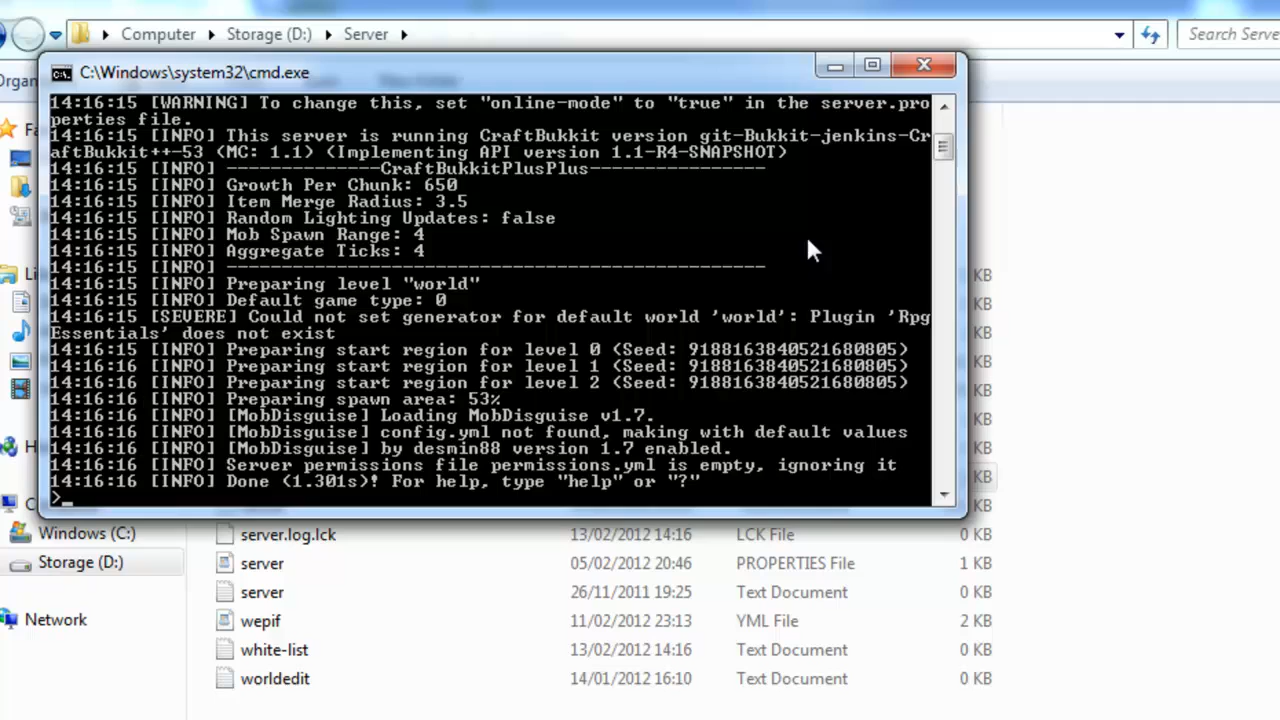 Computer Storage (D:) Server
Search Serve
Organ
C:\Windows\system32\cmd.exe
14:16:15 [WARNING] To change this, set "online-mode" to "true" in the server.pro
perties file.
14:16:15 [INFO] This server is running CraftBukkit version git-Bukkit-jenkins-Cr
aftBukkit++-53 (MC: 1.1) (Implementing API version 1.1-R4-SNAPSHOT)
14:16:15 [INFO] --------------CraftBukkitPlusPlus----------------
14:16:15 [INFO] Growth Per Chunk: 650
14:16:15 [INFO] Item Merge Radius: 3.5
14:16:15 [INFO] Random Lighting Updates: false
14:16:15 [INFO] Mob Spawn Range: 4
14:16:15 [INFO] Aggregate Ticks: 4
14:16:15 [INFO] -------------------------------------------------
14:16:15 [INFO] Preparing level "world"
14:16:15 [INFO] Default game type: 0
14:16:15 [SEVERE] Could not set generator for default world 'world': Plugin 'Rpg
Essentials' does not exist
14:16:15 [INFO] Preparing start region for level 0 (Seed: 9188163840521680805)
14:16:15 [INFO] Preparing start region for level 1 (Seed: 9188163840521680805)
14:16:15 [INFO] Preparing start region for level 2 (Seed: 9188163840521680805)
14:16:16 [INFO] Preparing spawn area: 53%
14:16:16 [INFO] [MobDisguise] Loading MobDisguise v1.7.
14:16:16 [INFO] [MobDisguise] config.yml not found, making with default values
14:16:16 [INFO] [MobDisguise] by desmin88 version 1.7 enabled.
14:16:16 [INFO] Server permissions file permissions.yml is empty, ignoring it
14:16:16 [INFO] Done (1.301s)! For help, type "help" or "?"
>_
KB
KB
KB
KB
KB
KB
KB
KB
Windows (C:)
Storage (D:)
Network
server.log.lck 13/02/2012 14:16 LCK File 0 KB
server 05/02/2012 20:46 PROPERTIES File 1 KB
server 26/11/2011 19:25 Text Document 0 KB
wepif 11/02/2012 23:13 YML File 2 KB
white-list 13/02/2012 14:16 Text Document 0 KB
worldedit 14/01/2012 16:10 Text Document 0 KB